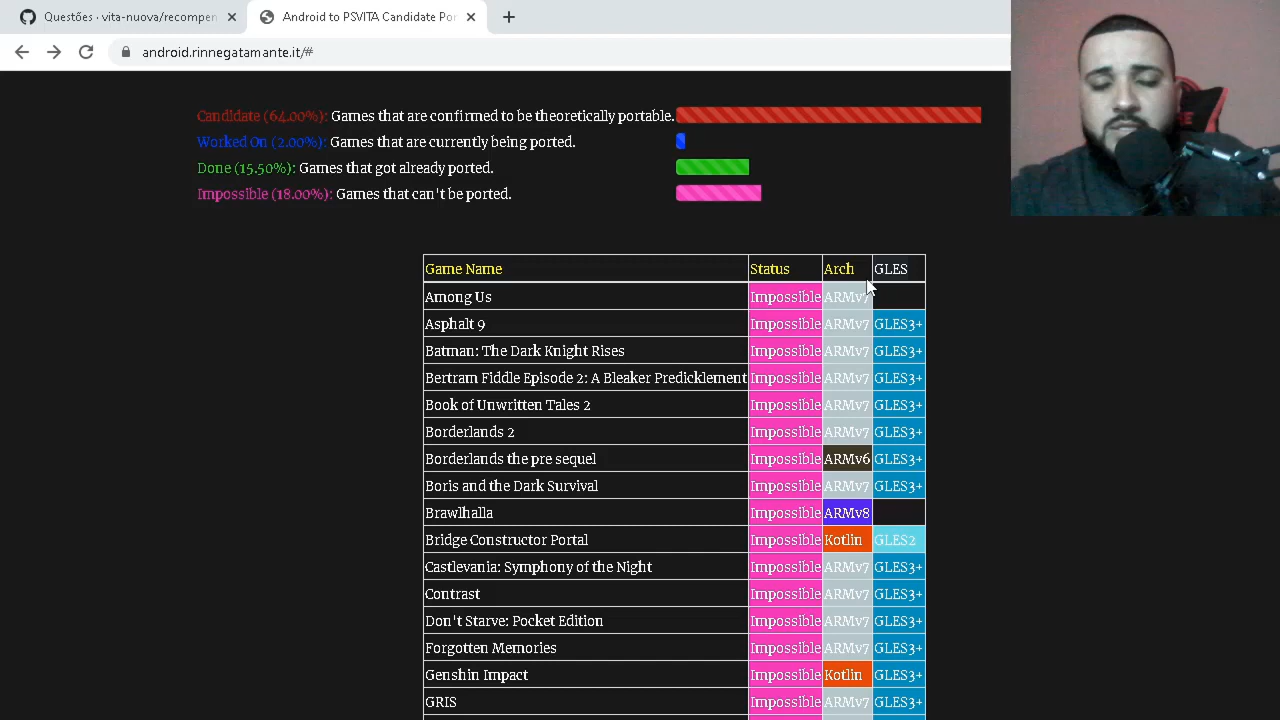 Questões · vita-nuova/recompen
Android to PSVITA Candidate Por
android.rinnegatamante.it/#
Candidate (64.00%): Games that are confirmed to be theoretically portable.
Worked On (2.00%): Games that are currently being ported.
Done (15.50%): Games that got already ported.
Impossible (18.00%): Games that can't be ported.
Game Name Status Arch GLES
Among Us Impossible ARMv7
Asphalt 9 Impossible ARMv7 GLES3+
Batman: The Dark Knight Rises Impossible ARMv7 GLES3+
Bertram Fiddle Episode 2: A Bleaker Predicklement Impossible ARMv7 GLES3+
Book of Unwritten Tales 2 Impossible ARMv7 GLES3+
Borderlands 2 Impossible ARMv7 GLES3+
Borderlands the pre sequel Impossible ARMv6 GLES3+
Boris and the Dark Survival Impossible ARMv7 GLES3+
Brawlhalla Impossible ARMv8
Bridge Constructor Portal Impossible Kotlin GLES2
Castlevania: Symphony of the Night Impossible ARMv7 GLES3+
Contrast Impossible ARMv7 GLES3+
Don't Starve: Pocket Edition Impossible ARMv7 GLES3+
Forgotten Memories Impossible ARMv7 GLES3+
Genshin Impact Impossible Kotlin GLES3+
GRIS Impossible ARMv7 GLES3+